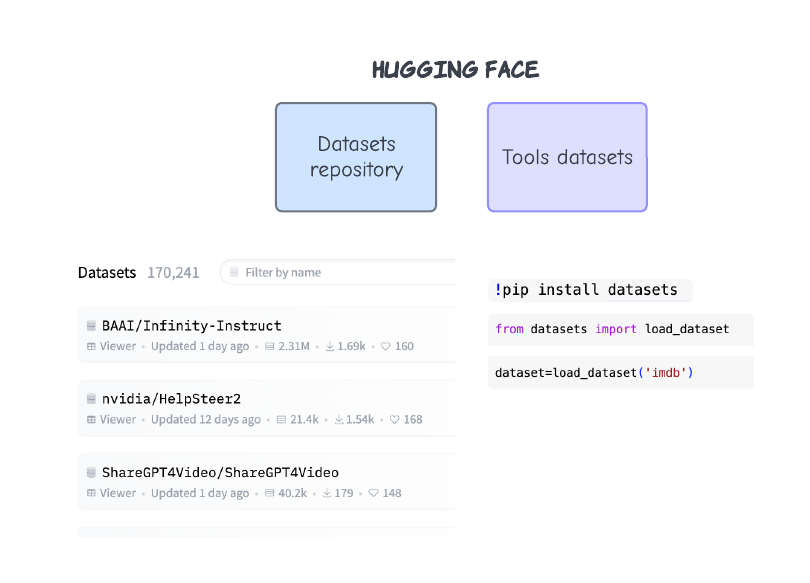 HUGGING FACE
Datasets
repository
Tools datasets
Datasets 170,241 Filter by name
BAAI/Infinity-Instruct
Viewer • Updated 1 day ago • 2.31M • 1.69k • 160
nvidia/HelpSteer2
Viewer • Updated 12 days ago • 21.4k • 1.54k • 168
ShareGPT4Video/ShareGPT4Video
Viewer • Updated 1 day ago • 40.2k • 179 • 148
!pip install datasets
from datasets import load_dataset
dataset=load_dataset('imdb')